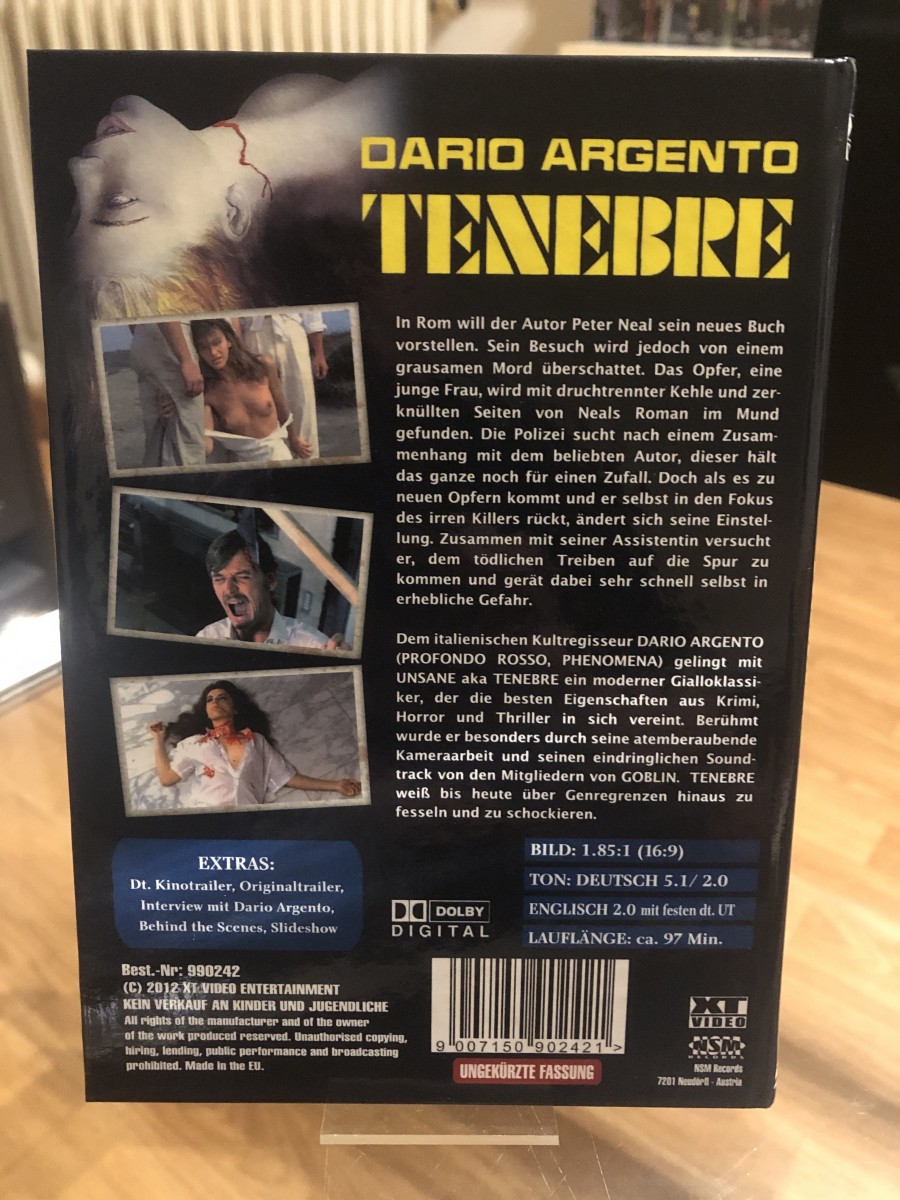 DARIO ARGENTO
TENEBRE
In Rom will der Autor Peter Neal sein neues Buch
vorstellen. Sein Besuch wird jedoch von einem
grausamen Mord überschattet. Das Opfer, eine
junge Frau, wird mit druchtrennter Kehle und zer-
knüllten Seiten von Neals Roman im Mund
gefunden. Die Polizei sucht nach einem Zusam-
menhang mit dem beliebten Autor, dieser hält
das ganze noch für einen Zufall. Doch als es zu
neuen Opfern kommt und er selbst in den Fokus
des irren Killers rückt, ändert sich seine Einstel-
lung. Zusammen mit seiner Assistentin versucht
er, dem tödlichen Treiben auf die Spur zu
kommen und gerät dabei sehr schnell selbst in
erhebliche Gefahr.
Dem italienischen Kultregisseur DARIO ARGENTO
(PROFONDO ROSSO, PHENOMENA) gelingt mit
UNSANE aka TENEBRE ein moderner Gialloklassi-
ker, der die besten Eigenschaften aus Krimi,
Horror und Thriller in sich vereint. Berühmt
wurde er besonders durch seine atemberaubende
Kameraarbeit und seinen eindringlichen Sound-
track von den Mitgliedern von GOBLIN. TENEBRE
weiß bis heute über Genregrenzen hinaus zu
fesseln und zu schockieren.
EXTRAS:
Dt. Kinotrailer, Originaltrailer,
Interview mit Dario Argento,
Behind the Scenes, Slideshow
DOLBY
DIGITAL
BILD: 1.85:1 (16:9)
TON: DEUTSCH 5.1/ 2.0
ENGLISCH 2.0 mit festen dt. UT
LAUFLÄNGE: ca. 97 Min.
Best.-Nr: 990242
(C) 2012 XT VIDEO ENTERTAINMENT
KEIN VERKAUF AN KINDER UND JUGENDLICHE
All rights of the manufacturer and of the owner
of the work produced reserved. Unauthorised copying,
hiring, lending, public performance and broadcasting
prohibited. Made in the EU.
9 007150 902421 >
UNGEKÜRZTE FASSUNG
XT
VIDEO
NSM
RECORDS
NSM Records
7201 Neudörfl - Austria